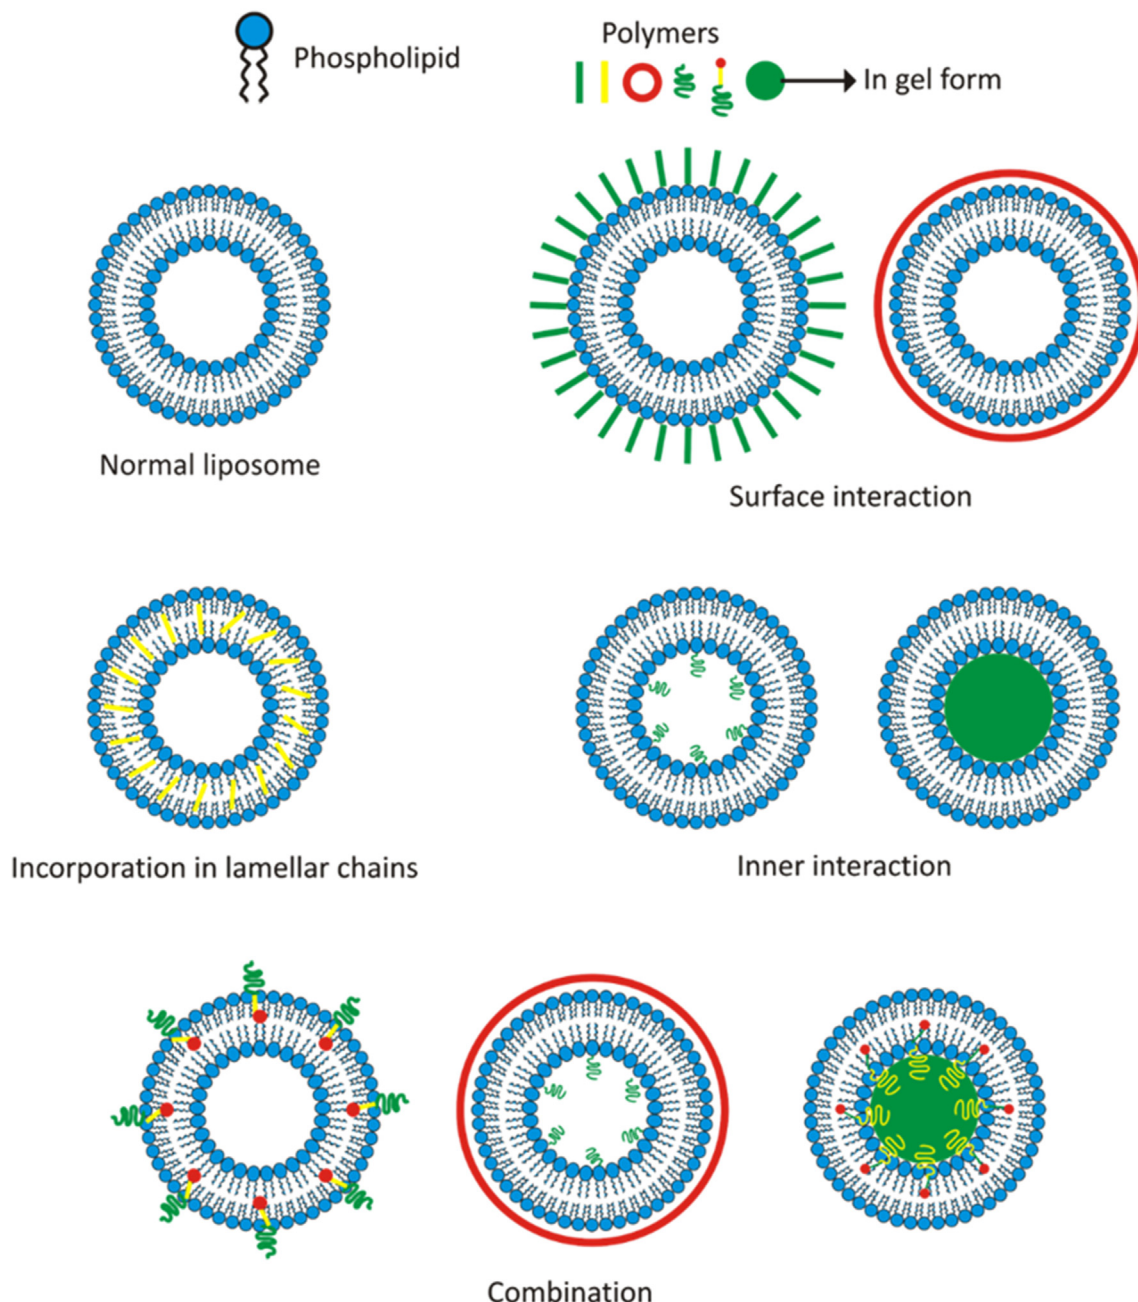 Phospholipid
Polymers
In gel form
Normal liposome
Surface interaction
Incorporation in lamellar chains
Inner interaction
Combination